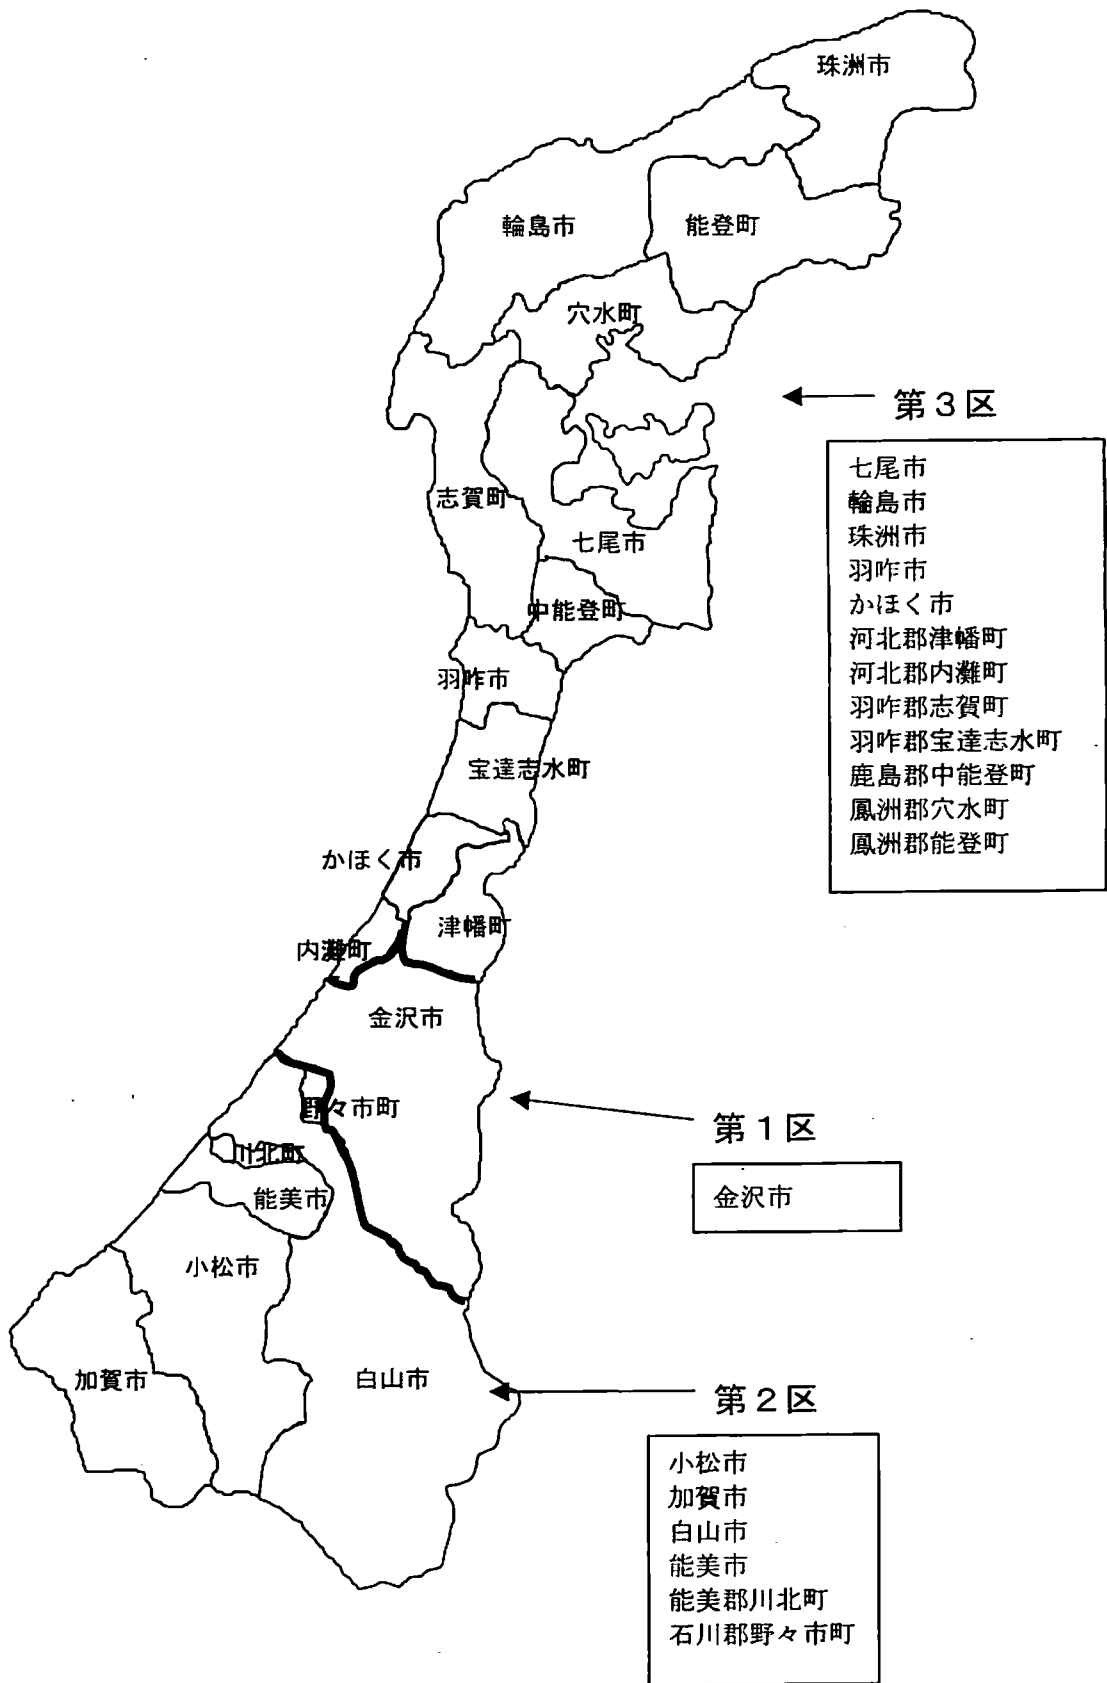 珠洲市
輪島市
能登町
穴水町
第3区
七尾市
輪島市
珠洲市
羽咋市
かほく市
河北郡津幡町
河北郡内灘町
羽咋郡志賀町
羽咋郡宝達志水町
鹿島郡中能登町
鳳洲郡穴水町
鳳洲郡能登町
志賀町
七尾市
中能登町
羽咋市
宝達志水町
かほく市
津幡町
内灘町
金沢市
野々市町
第1区
金沢市
川北町
能美市
小松市
加賀市
白山市
第2区
小松市
加賀市
白山市
能美市
能美郡川北町
石川郡野々市町